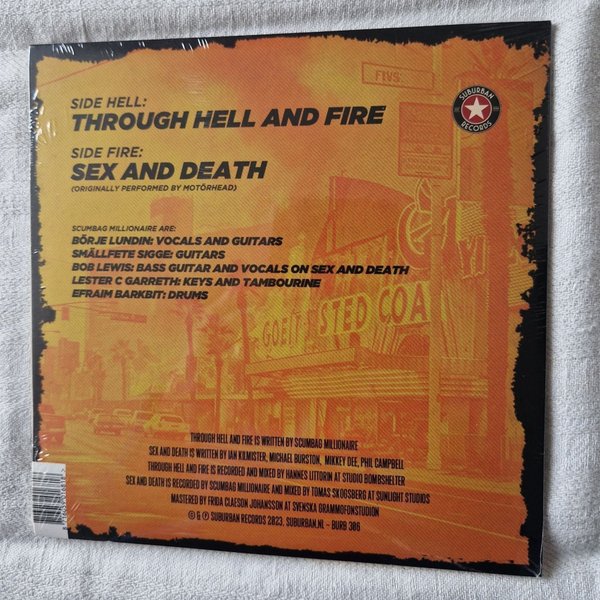 SIDE HELL:
THROUGH HELL AND FIRE
SIDE FIRE:
SEX AND DEATH
(ORIGINALLY PERFORMED BY MOTÖRHEAD)
SCUMBAG MILLIONAIRE ARE:
BÖRJE LUNDIN: VOCALS AND GUITARS
SMÄLLFETE SIGGE: GUITARS
BOB LEWIS: BASS GUITAR AND VOCALS ON SEX AND DEATH
LESTER C GARRETH: KEYS AND TAMBOURINE
EFRAIM BARKBIT: DRUMS
SUBURBAN
RECORDS
THROUGH HELL AND FIRE IS WRITTEN BY SCUMBAG MILLIONAIRE
SEX AND DEATH IS WRITTEN BY IAN KILMISTER, MICHAEL BURSTON, MIKKEY DEE, PHIL CAMPBELL
THROUGH HELL AND FIRE IS RECORDED AND MIXED BY HANNES LITTORIN AT STUDIO BOMBSHELTER
SEX AND DEATH IS RECORDED BY SCUMBAG MILLIONAIRE AND MIXED BY TOMAS SKOGSBERG AT SUNLIGHT STUDIOS
MASTERED BY FRIDA CLAESON JOHANSSON AT SVENSKA GRAMMOFONSTUDION
© & ℗ SUBURBAN RECORDS 2023, SUBURBAN.NL - BURB 306